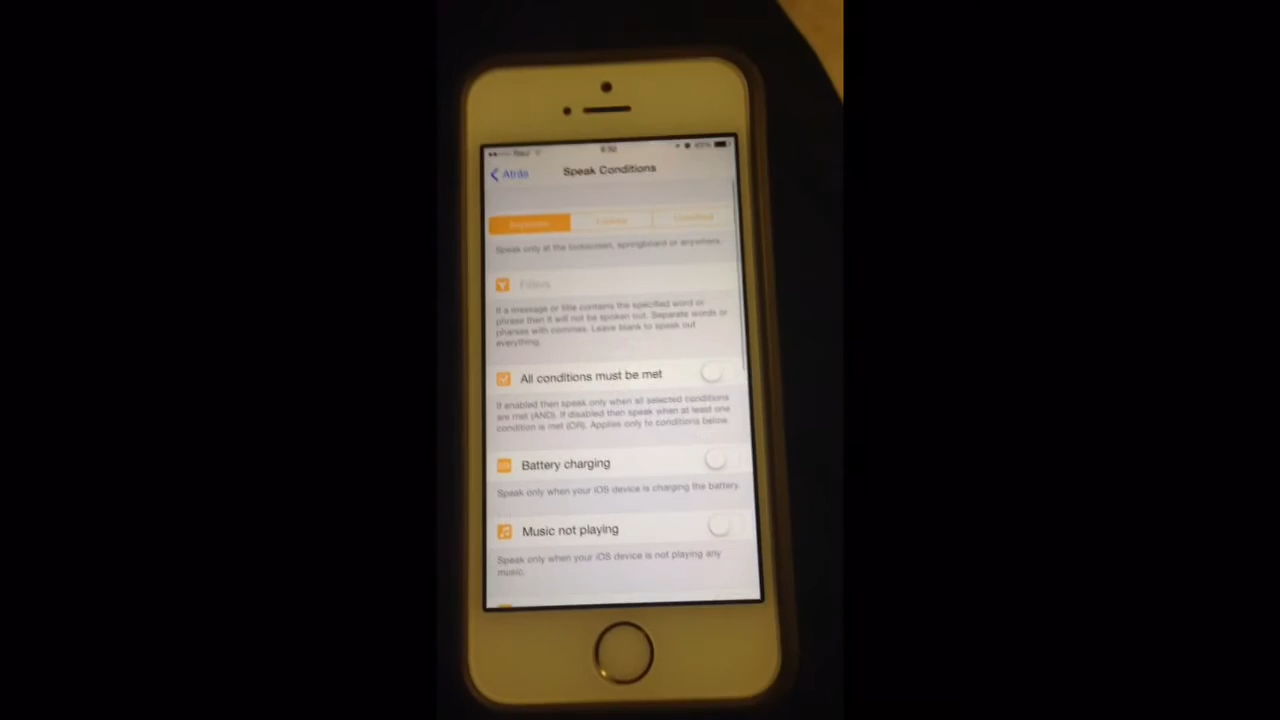 Atrás
Speak Conditions
Speak only at the lockscreen, springboard or anywhere.
Filters
If a message or title contains the specified word or
phrase then it will not be spoken out. Separate words or
pharses with commas. Leave blank to speak out
everything.
All conditions must be met
If enabled then speak only when all selected conditions
are met (AND). If disabled then speak when at least one
condition is met (OR). Applies only to conditions below.
Battery charging
Speak only when your iOS device is charging the battery.
Music not playing
Speak only when your iOS device is not playing any
music.